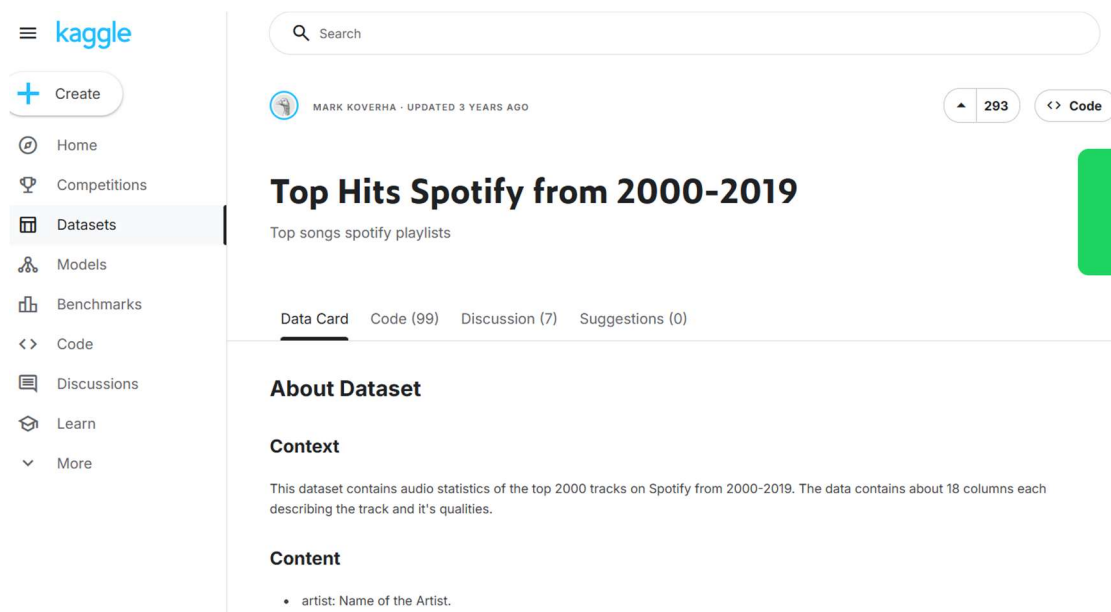 kaggle
Search
Create
MARK KOVERHA · UPDATED 3 YEARS AGO
293
<> Code
Home
Competitions
Datasets
Models
Benchmarks
Code
Discussions
Learn
More
Top Hits Spotify from 2000-2019
Top songs spotify playlists
Data Card
Code (99)
Discussion (7)
Suggestions (0)
About Dataset
Context
This dataset contains audio statistics of the top 2000 tracks on Spotify from 2000-2019. The data contains about 18 columns each
describing the track and it's qualities.
Content
• artist: Name of the Artist.